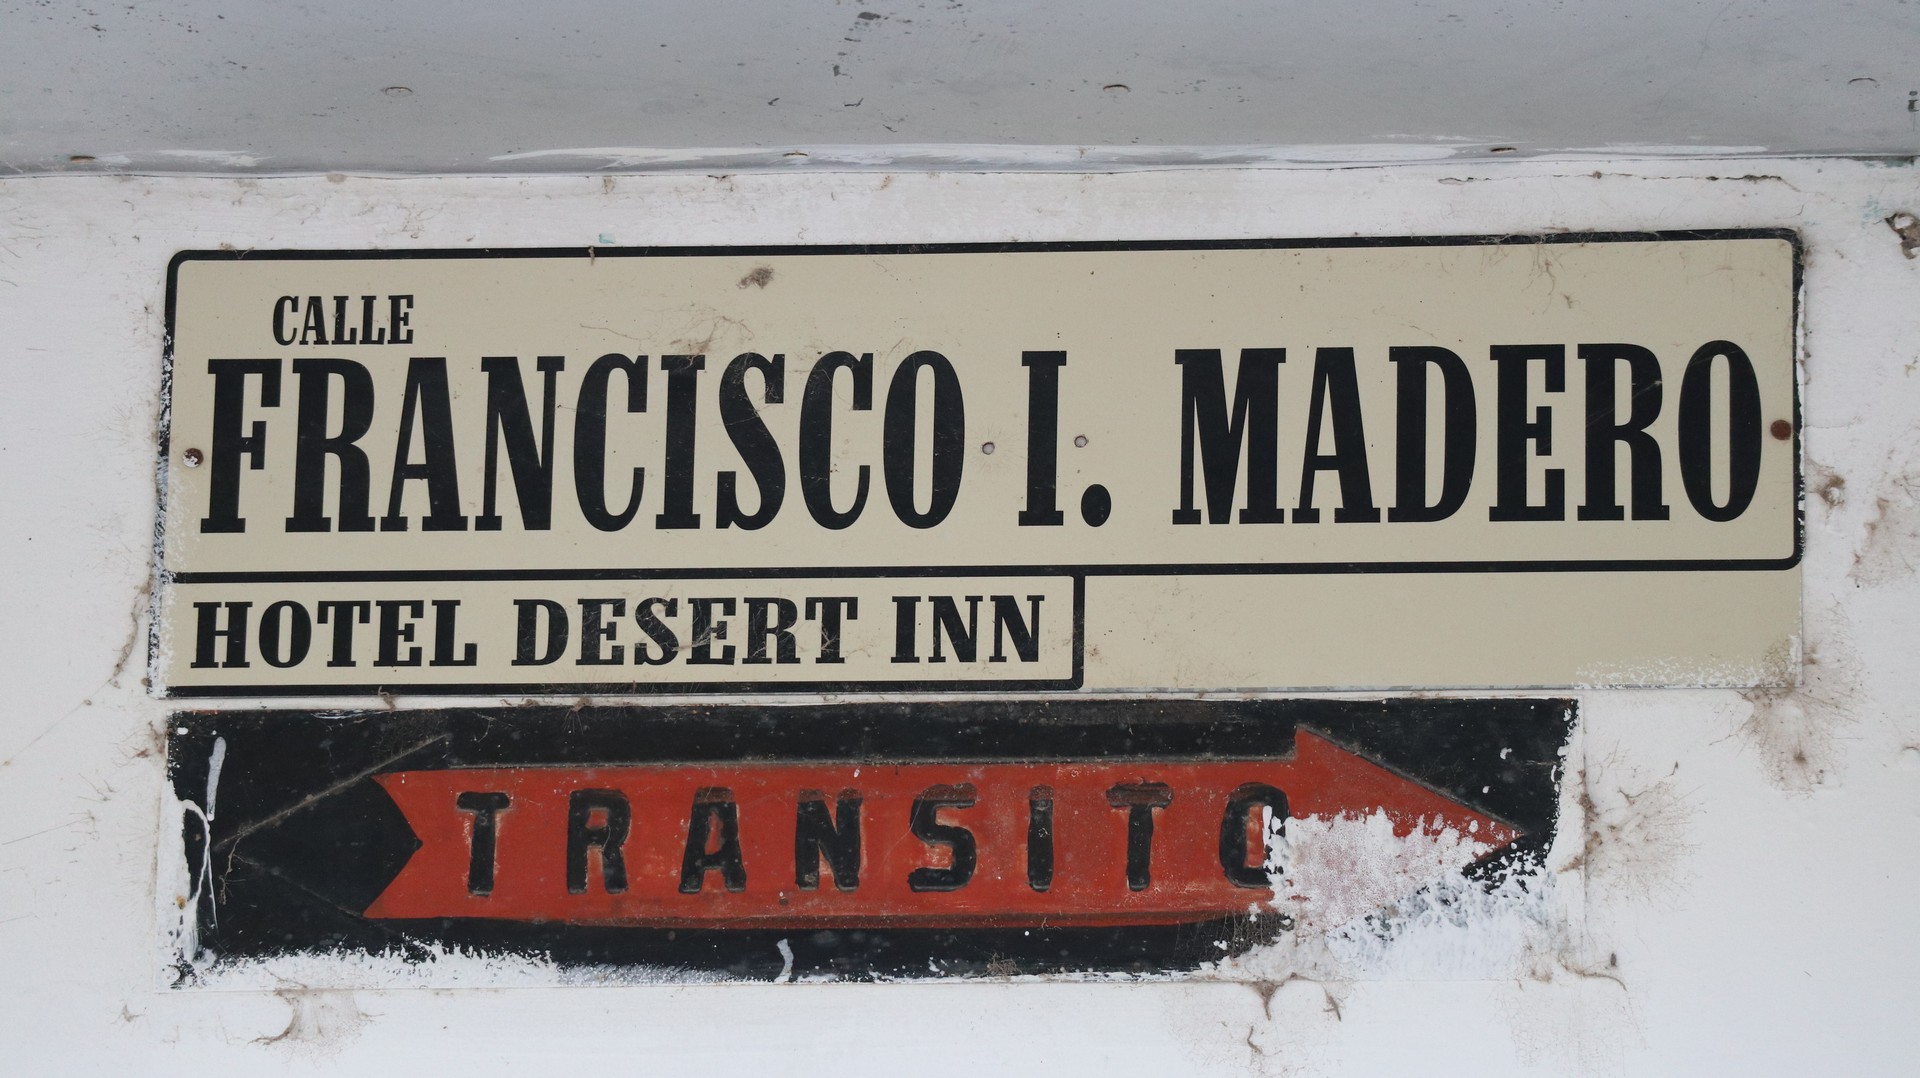 CALLE
FRANCISCO I. MADERO
HOTEL DESERT INN
TRANSITO